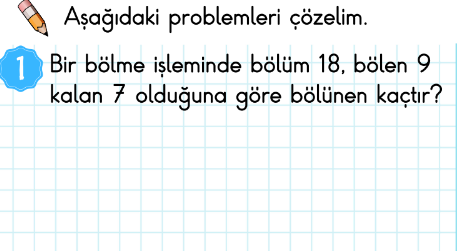 Aşağıdaki problemleri çözelim.
1 Bir bölme işleminde bölüm 18, bölen 9
kalan 7 olduğuna göre bölünen kaçtır?